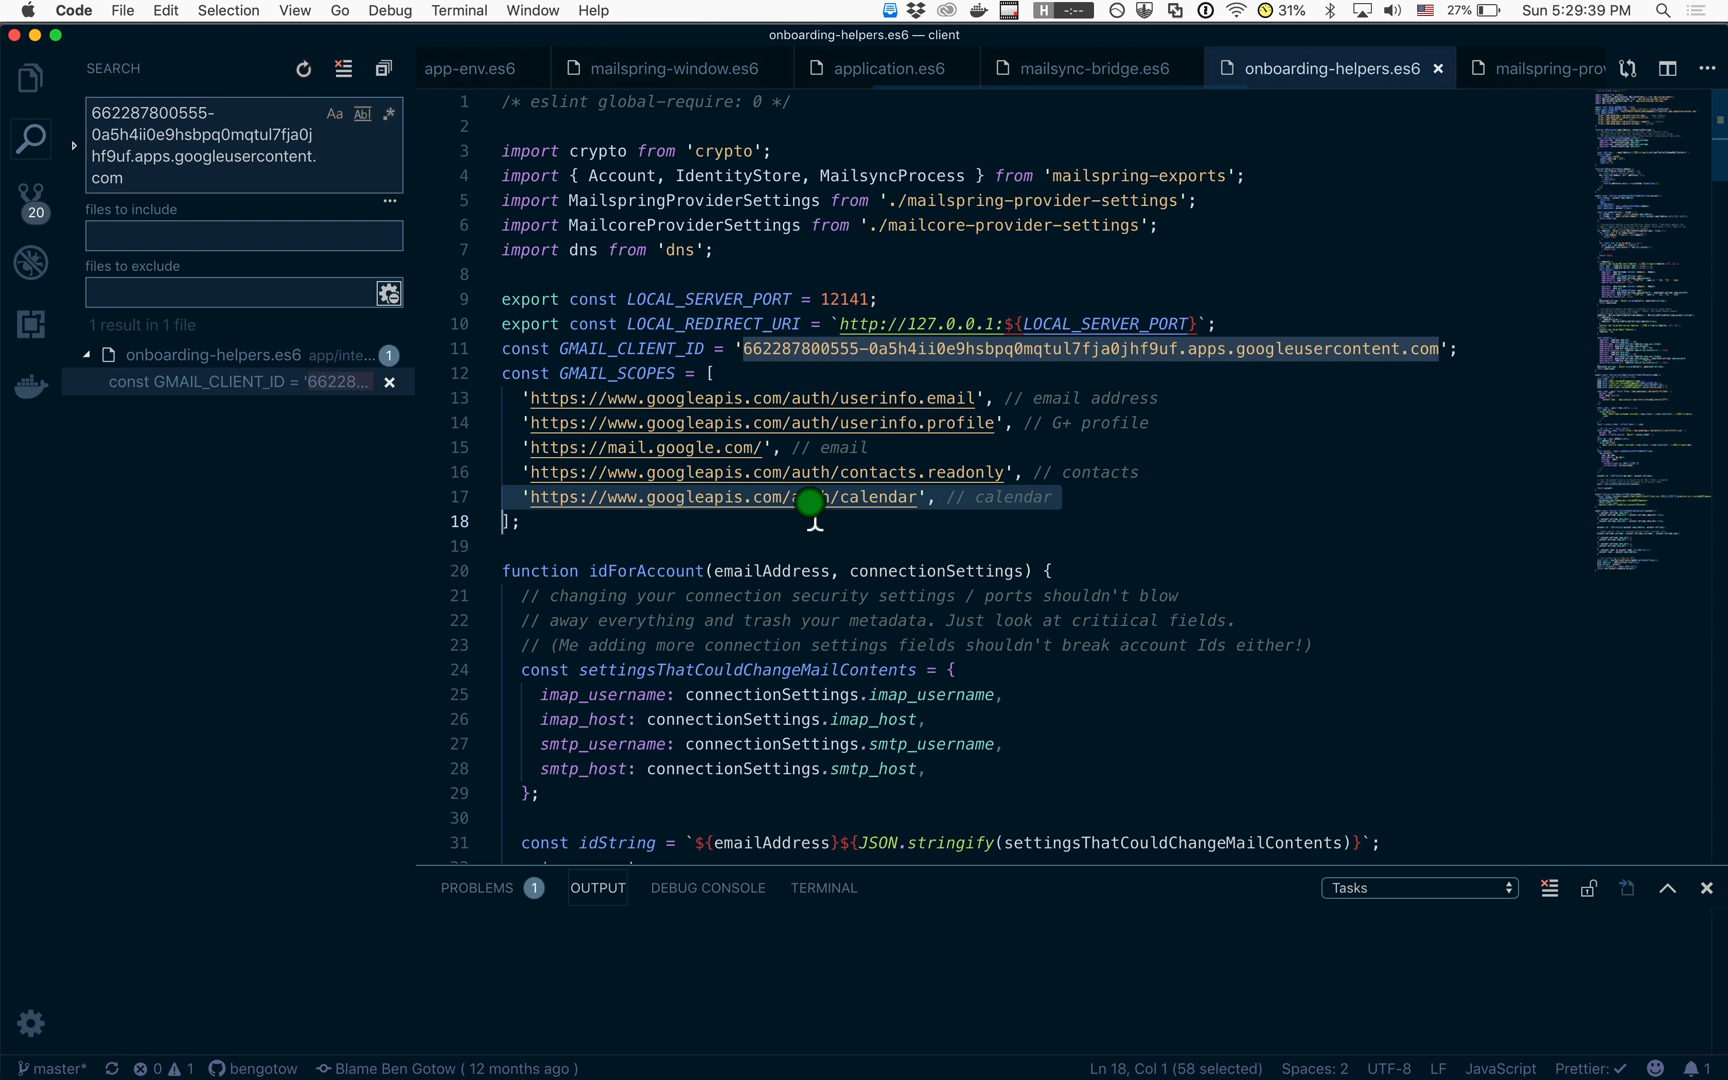 Code File Edit Selection View Go Debug Terminal Window Help H -:-- 31% 27% Sun 5:29:39 PM
onboarding-helpers.es6 — client
SEARCH
app-env.es6 mailspring-window.es6 application.es6 mailsync-bridge.es6 onboarding-helpers.es6 mailspring-prov
662287800555-
0a5h4ii0e9hsbpq0mqtul7fja0j
hf9uf.apps.googleusercontent.
com
Aa Abl .*
files to include
files to exclude
1 result in 1 file
onboarding-helpers.es6 app/inte... 1
const GMAIL_CLIENT_ID = '66228...
20
1 /* eslint global-require: 0 */
2
3 import crypto from 'crypto';
4 import { Account, IdentityStore, MailsyncProcess } from 'mailspring-exports';
5 import MailspringProviderSettings from './mailspring-provider-settings';
6 import MailcoreProviderSettings from './mailcore-provider-settings';
7 import dns from 'dns';
8
9 export const LOCAL_SERVER_PORT = 12141;
10 export const LOCAL_REDIRECT_URI = `http://127.0.0.1:${LOCAL_SERVER_PORT}`;
11 const GMAIL_CLIENT_ID = '662287800555-0a5h4ii0e9hsbpq0mqtul7fja0jhf9uf.apps.googleusercontent.com';
12 const GMAIL_SCOPES = [
13 'https://www.googleapis.com/auth/userinfo.email', // email address
14 'https://www.googleapis.com/auth/userinfo.profile', // G+ profile
15 'https://mail.google.com/', // email
16 'https://www.googleapis.com/auth/contacts.readonly', // contacts
17 'https://www.googleapis.com/auth/calendar', // calendar
18 ];
19
20 function idForAccount(emailAddress, connectionSettings) {
21 // changing your connection security settings / ports shouldn't blow
22 // away everything and trash your metadata. Just look at critiical fields.
23 // (Me adding more connection settings fields shouldn't break account Ids either!)
24 const settingsThatCouldChangeMailContents = {
25 imap_username: connectionSettings.imap_username,
26 imap_host: connectionSettings.imap_host,
27 smtp_username: connectionSettings.smtp_username,
28 smtp_host: connectionSettings.smtp_host,
29 };
30
31 const idString = `${emailAddress}${JSON.stringify(settingsThatCouldChangeMailContents)}`;
PROBLEMS 1 OUTPUT DEBUG CONSOLE TERMINAL Tasks
master* 0 1 bengotow Blame Ben Gotow ( 12 months ago ) Ln 18, Col 1 (58 selected) Spaces: 2 UTF-8 LF JavaScript Prettier: ✓ 1